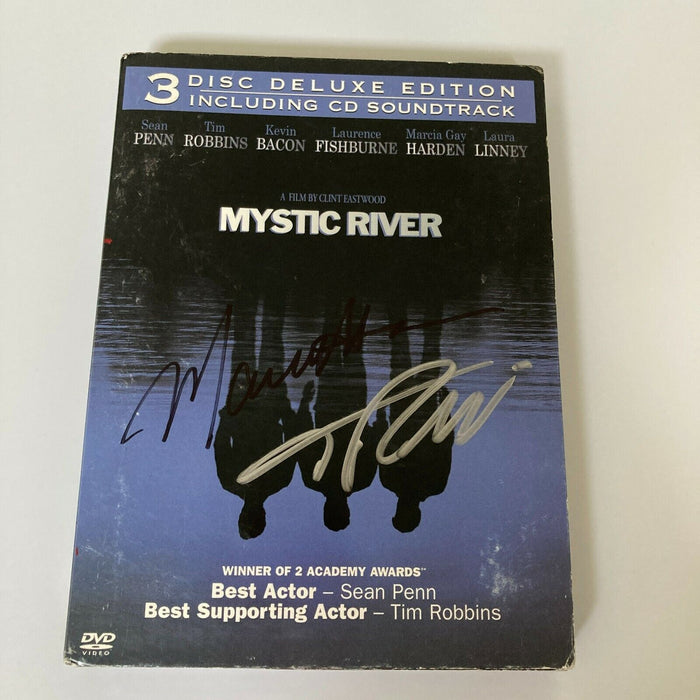 3 DISC DELUXE EDITION
INCLUDING CD SOUNDTRACK
Sean PENN Tim ROBBINS Kevin BACON Laurence FISHBURNE Marcia Gay HARDEN Laura LINNEY
A FILM BY CLINT EASTWOOD
MYSTIC RIVER
WINNER OF 2 ACADEMY AWARDS™
Best Actor – Sean Penn
Best Supporting Actor – Tim Robbins
DVD
VIDEO